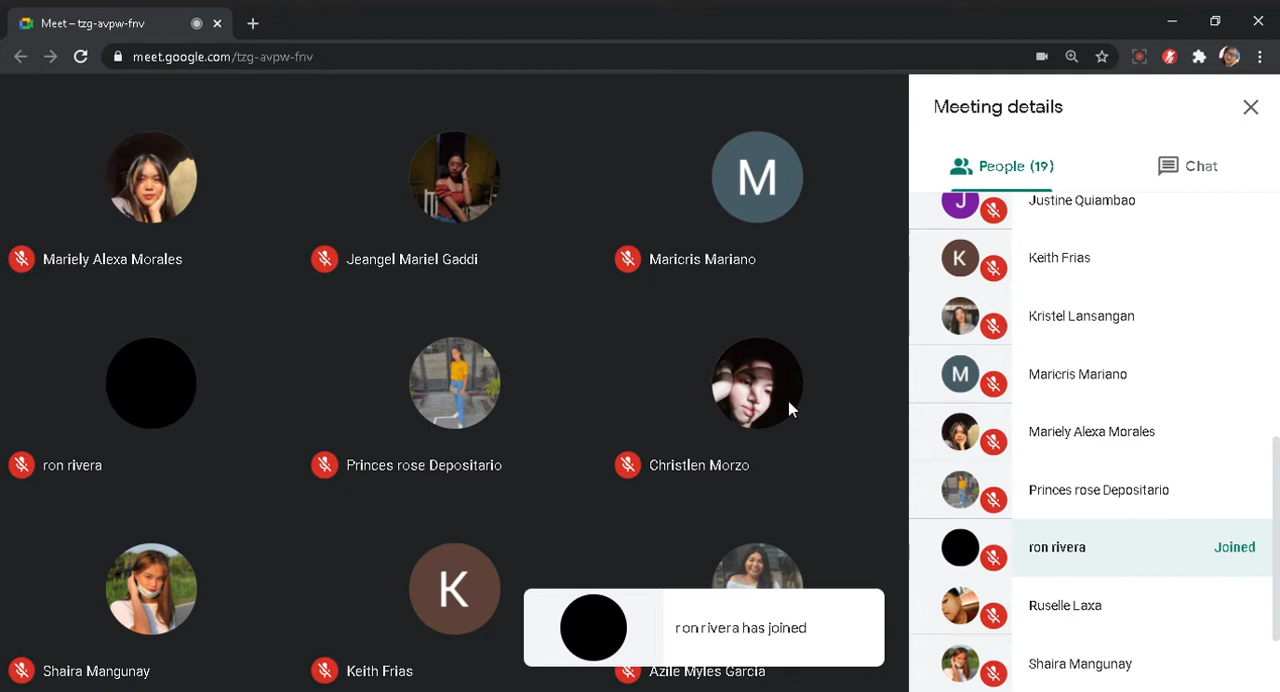 Meet – tzg-avpw-fnv
meet.google.com/tzg-avpw-fnv
Mariely Alexa Morales
Jeangel Mariel Gaddi
M
Maricris Mariano
ron rivera
Princes rose Depositario
Christlen Morzo
Shaira Mangunay
K
Keith Frias
Azile Myles Garcia
ron rivera has joined
Meeting details
People (19)
Chat
J
Justine Quiambao
K
Keith Frias
Kristel Lansangan
M
Maricris Mariano
Mariely Alexa Morales
Princes rose Depositario
ron rivera
Joined
Ruselle Laxa
Shaira Mangunay